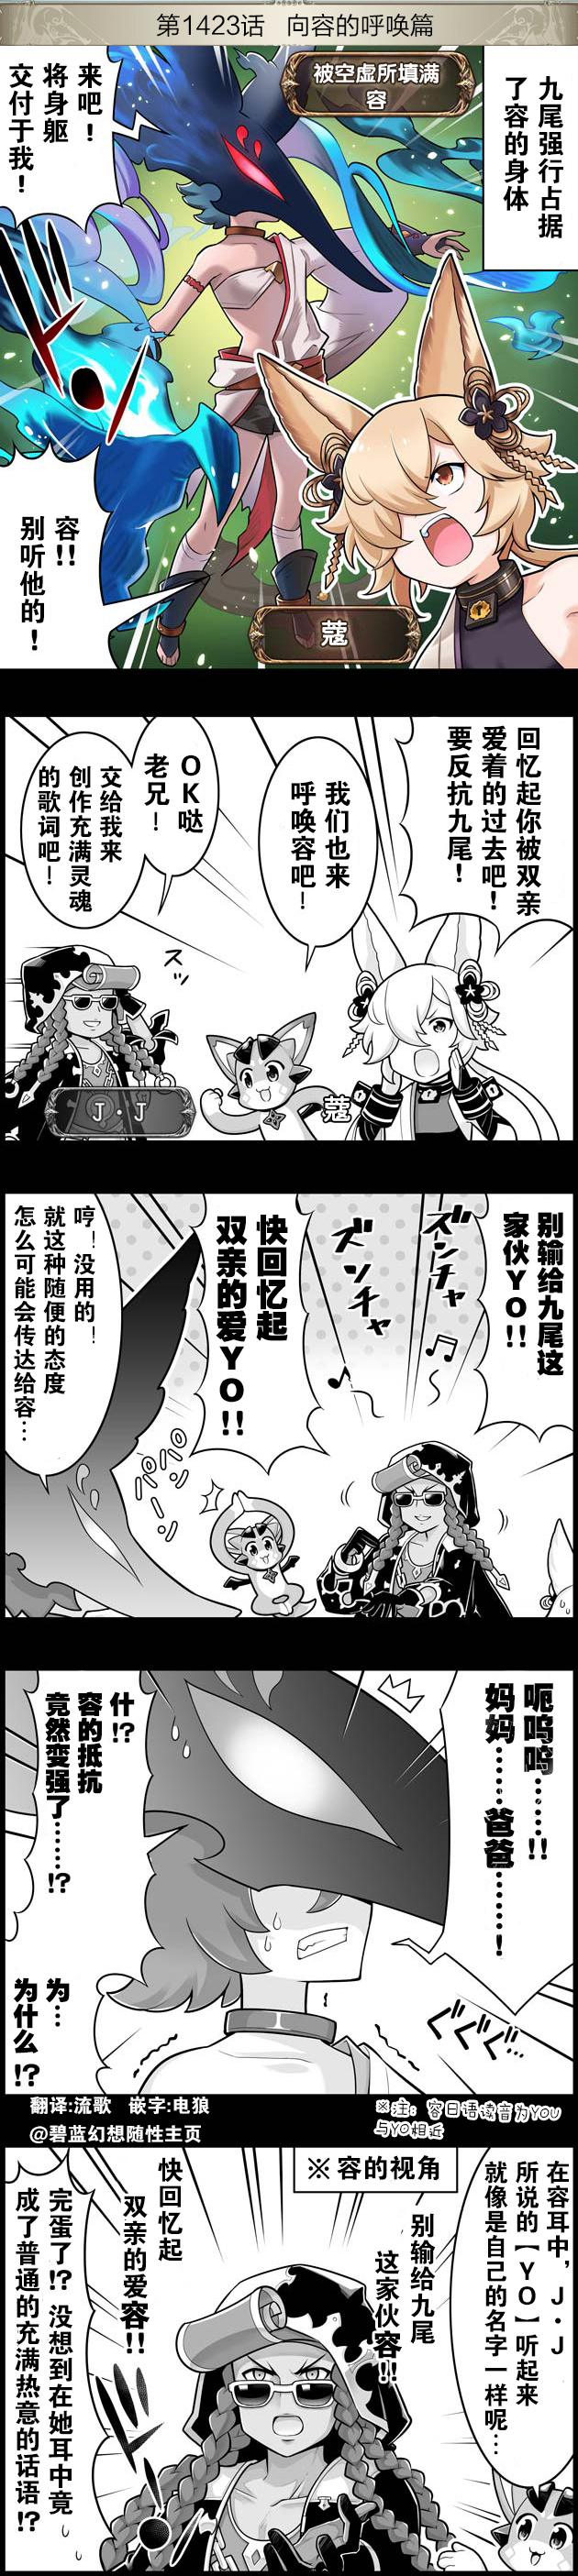 第1423话　向容的呼唤篇
九尾强行占据
了容的身体
被空虚所填满
容
来吧！
将身躯
交付于我！
容!!
别听他的！
蔻
回忆起你被双亲
爱着的过去吧！
要反抗九尾！
我们也来
呼唤容吧！
OK哒
老兄！
交给我来
创作充满灵魂
的歌词吧！
スッ
J・J
蔻
别输给九尾这
家伙YO!!
ズンチャ
ズンチャ
快回忆起
双亲的爱YO!!
哼！没用的！
就这种随便的态度
怎么可能会传达给容…
パパパーン
呃呜呜……!!
妈妈……爸爸……！
什!?
容的抵抗
竟然变强了……!?
ぐぐぐ…
为…
为什么!?
翻译:流歌　嵌字:电狼
@碧蓝幻想随性主页
※注：容日语读音为YOU
与YO相近
在容耳中，J・J
所说的【YO】听起来
就像是自己的名字一样呢…
※容的视角
别输给九尾
这家伙容!!
快回忆起
双亲的爱容!!
完蛋了!? 没想到在她耳中竟
成了普通的充满热意的话语!?